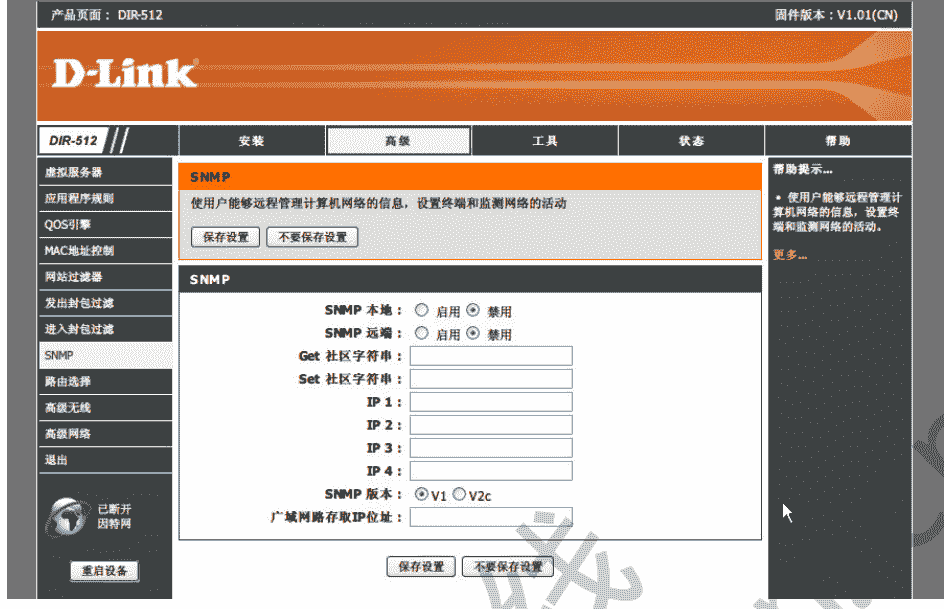 产品页面： DIR-512
固件版本：V1.01(CN)
D-Link
DIR-512
安装
高级
工具
状态
帮助
虚拟服务器
应用程序规则
QOS引擎
MAC地址控制
网站过滤器
发出封包过滤
进入封包过滤
SNMP
路由选择
高级无线
高级网络
退出
已断开
因特网
重启设备
SNMP
使用户能够远程管理计算机网络的信息，设置终端和监测网络的活动
保存设置 不要保存设置
SNMP
SNMP 本地： 启用 禁用
SNMP 远端： 启用 禁用
Get 社区字符串：
Set 社区字符串：
IP 1：
IP 2：
IP 3：
IP 4：
SNMP 版本： V1 V2c
广域网路存取IP位址：
保存设置 不要保存设置
帮助提示...
• 使用户能够远程管理计
算机网络的信息，设置终
端和监测网络的活动。
更多...